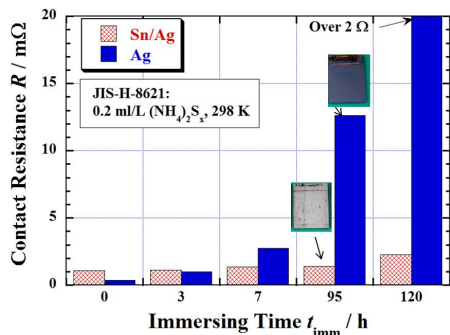 Sn/Ag
Ag
Over 2 Ω
JIS-H-8621:
0.2 ml/L (NH₄)₂Sₓ, 298 K
Contact Resistance R / mΩ
20
15
10
5
0
0 3 7 95 120
Immersing Time t_imm / h